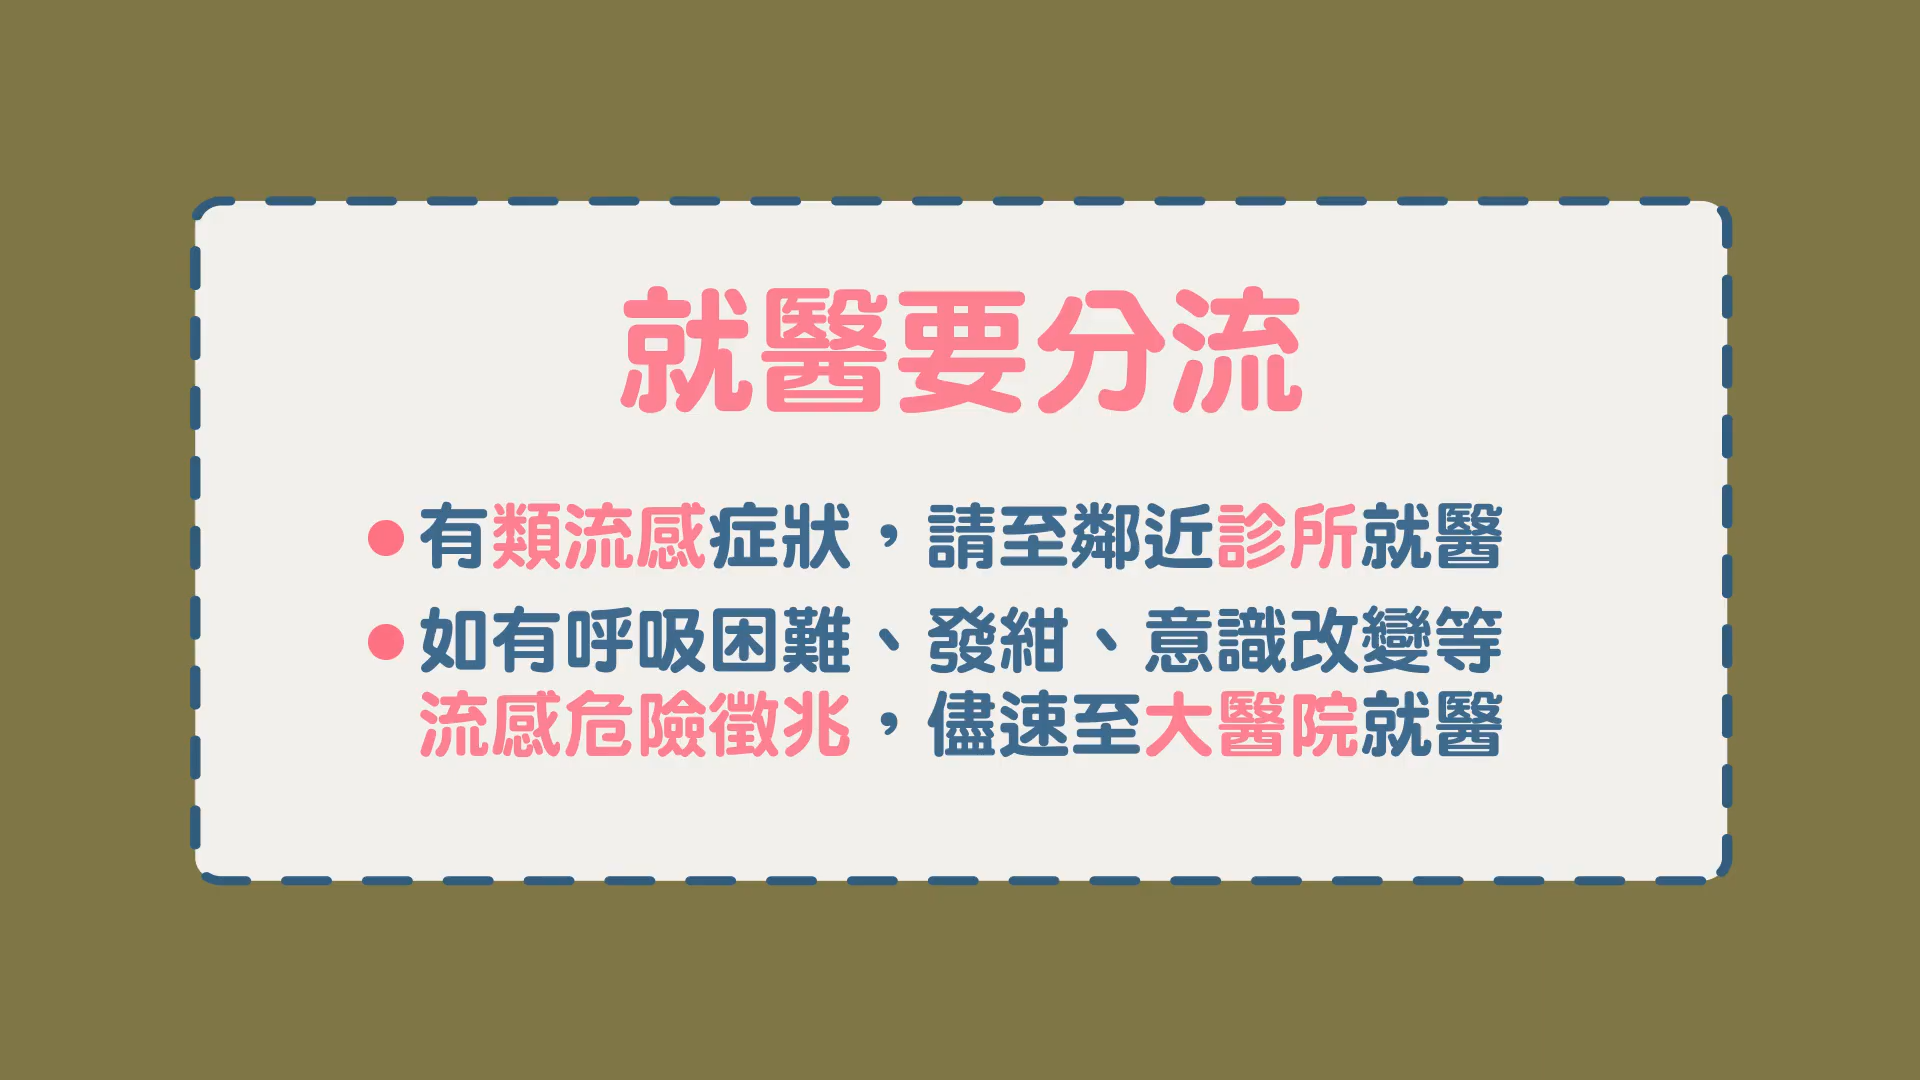 就醫要分流
●有類流感症狀，請至鄰近診所就醫
●如有呼吸困難、發紺、意識改變等
流感危險徵兆，儘速至大醫院就醫